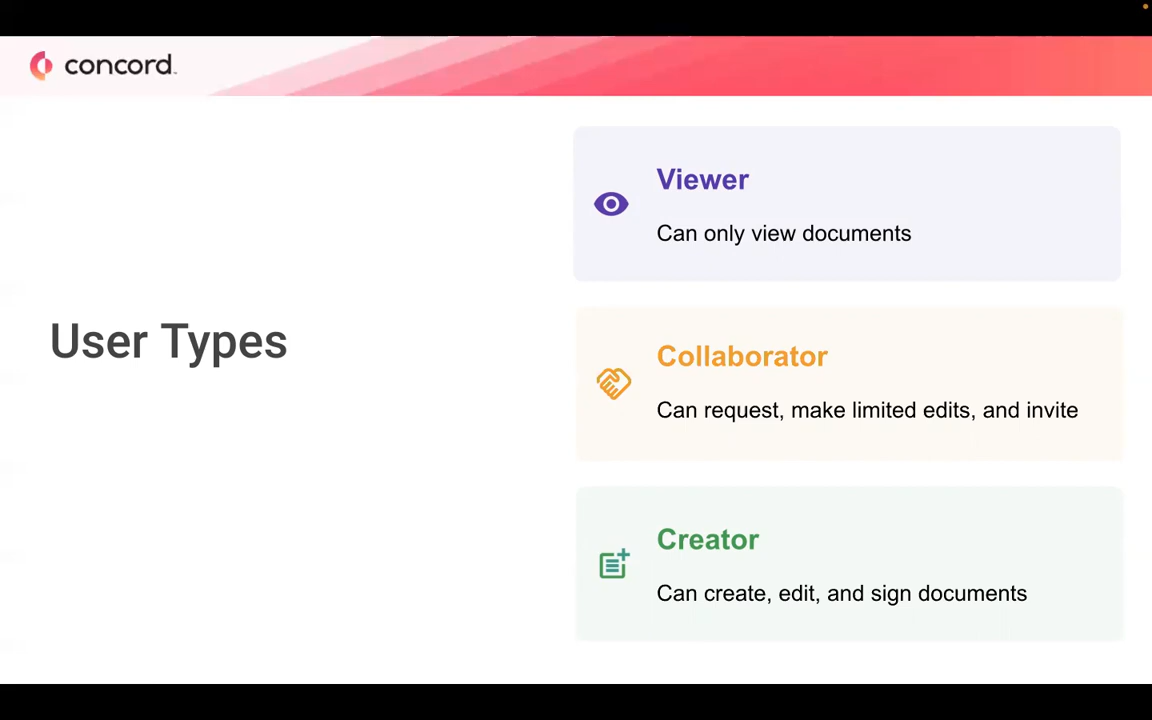 concord™
User Types
Viewer
Can only view documents
Collaborator
Can request, make limited edits, and invite
Creator
Can create, edit, and sign documents